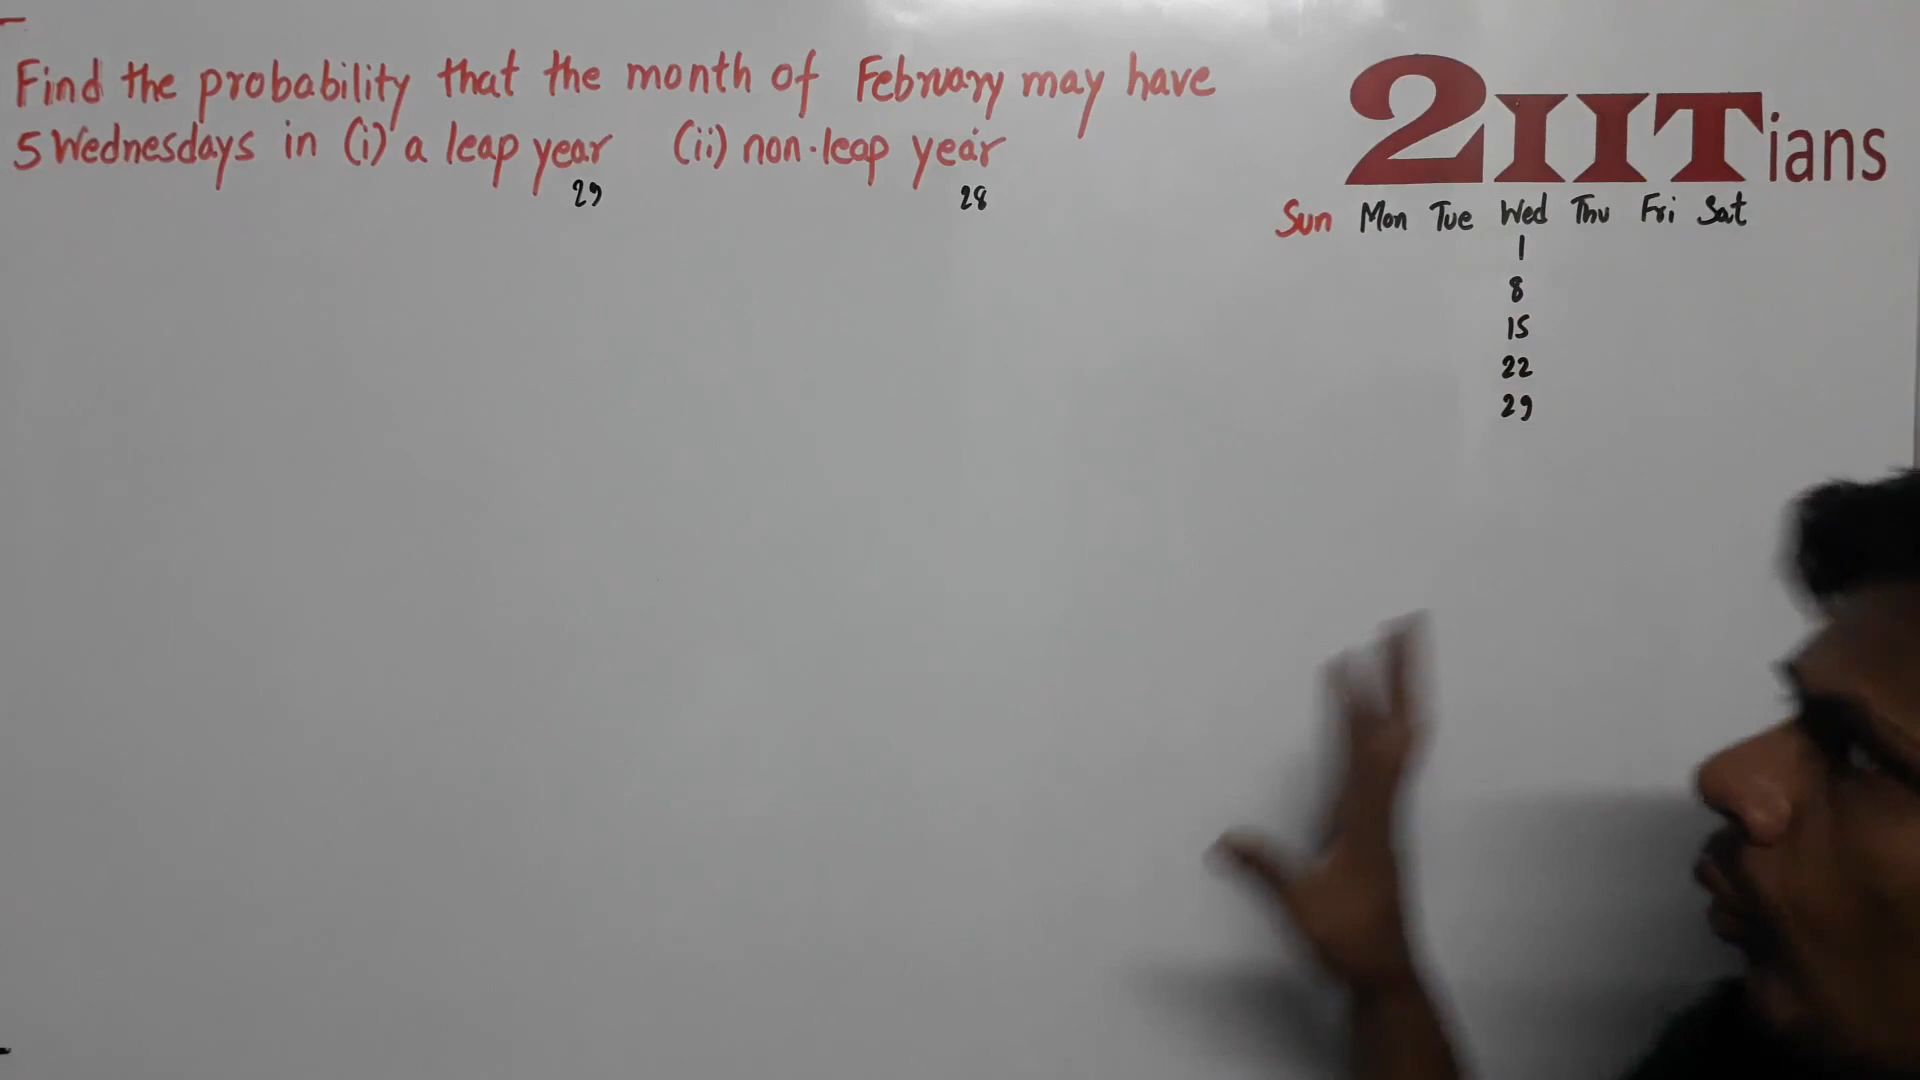 Find the probability that the month of February may have
5 Wednesdays in (i) a leap year (ii) non-leap year
29 28
2IITians
Sun Mon Tue Wed Thu Fri Sat
1
8
15
22
29